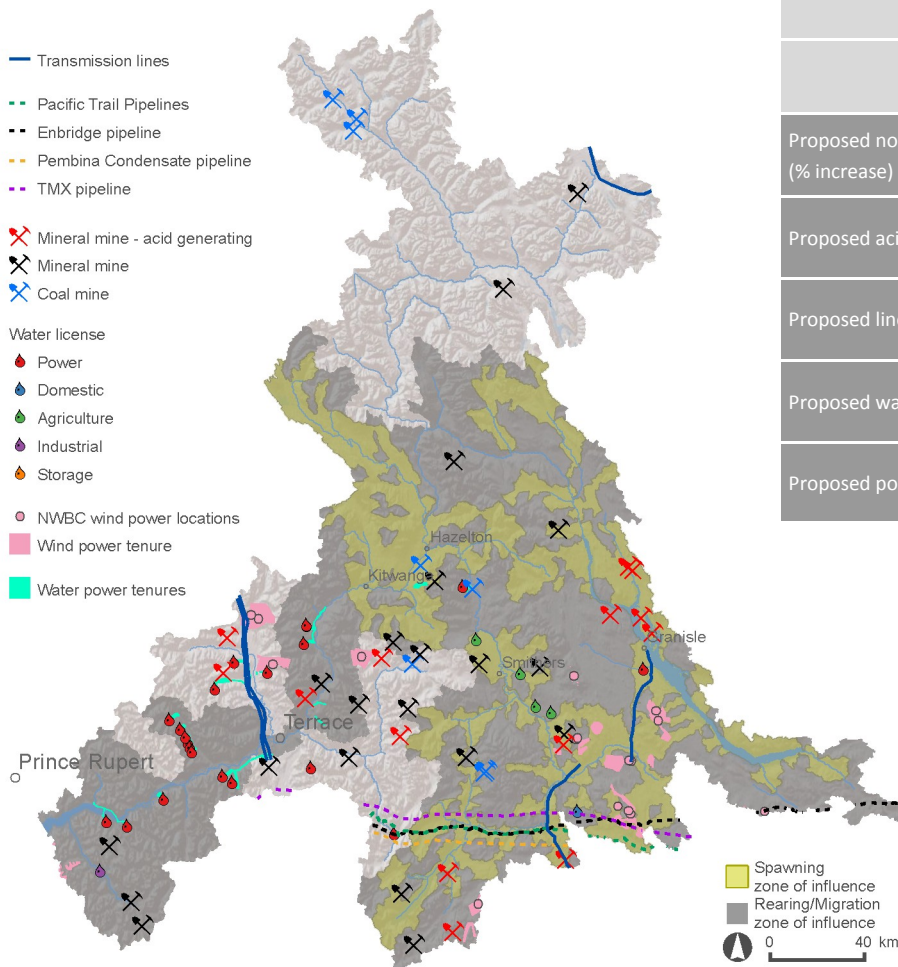 Transmission lines
Pacific Trail Pipelines
Enbridge pipeline
Pembina Condensate pipeline
TMX pipeline
Mineral mine - acid generating
Mineral mine
Coal mine
Water license
Power
Domestic
Agriculture
Industrial
Storage
NWBC wind power locations
Wind power tenure
Water power tenures
Hazelton
Kitwanga
Granisle
Smithers
Terrace
Prince Rupert
Proposed no
(% increase)
Proposed aci
Proposed line
Proposed wa
Proposed po
Spawning
zone of influence
Rearing/Migration
zone of influence
0 40 km